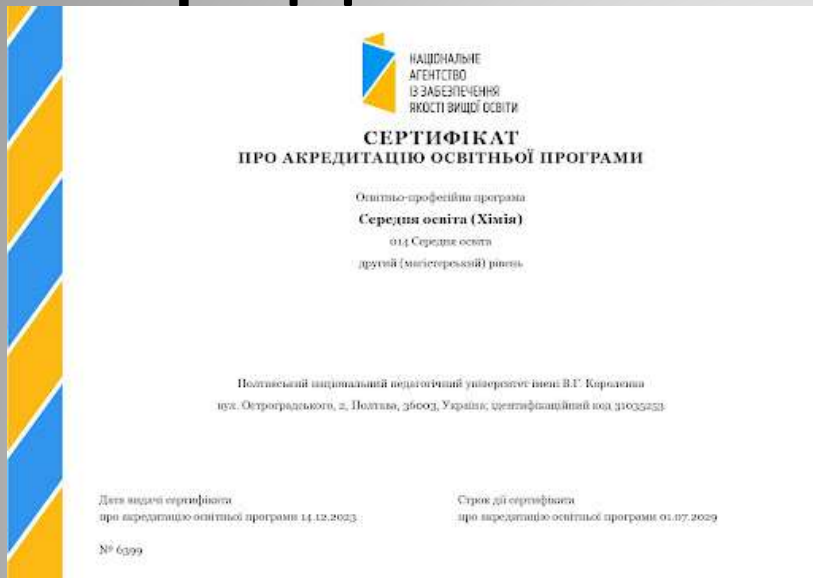 НАЦІОНАЛЬНЕ
АГЕНТСТВО
ІЗ ЗАБЕЗПЕЧЕННЯ
ЯКОСТІ ВИЩОЇ ОСВІТИ
СЕРТИФІКАТ
ПРО АКРЕДИТАЦІЮ ОСВІТНЬОЇ ПРОГРАМИ
Освітньо-професійна програма
Середня освіта (Хімія)
014 Середня освіта
другий (магістерський) рівень
Полтавський національний педагогічний університет імені В.Г. Короленка
вул. Остроградського, 2, Полтава, 36003, Україна; ідентифікаційний код 31035253
Дата видачі сертифіката
про акредитацію освітньої програми 14.12.2023
Строк дії сертифіката
про акредитацію освітньої програми 01.07.2029
№ 6399